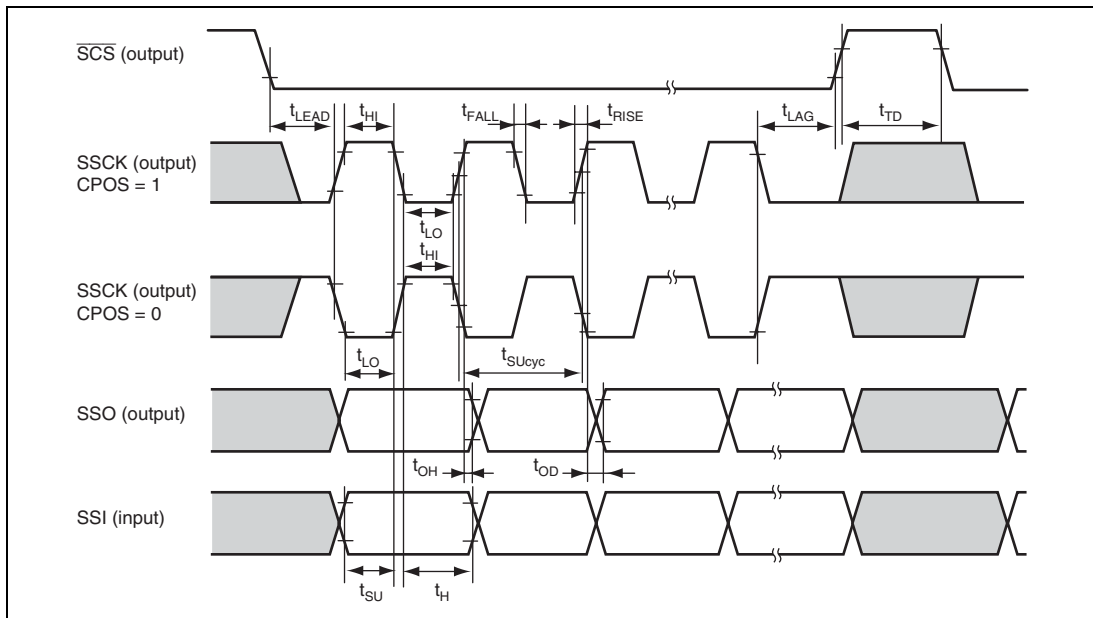 SCS (output)
tLEAD
tHI
tFALL
tRISE
tLAG
tTD
SSCK (output)
CPOS = 1
tLO
tHI
SSCK (output)
CPOS = 0
tLO
tSUcyc
SSO (output)
tOH
tOD
SSI (input)
tSU
tH